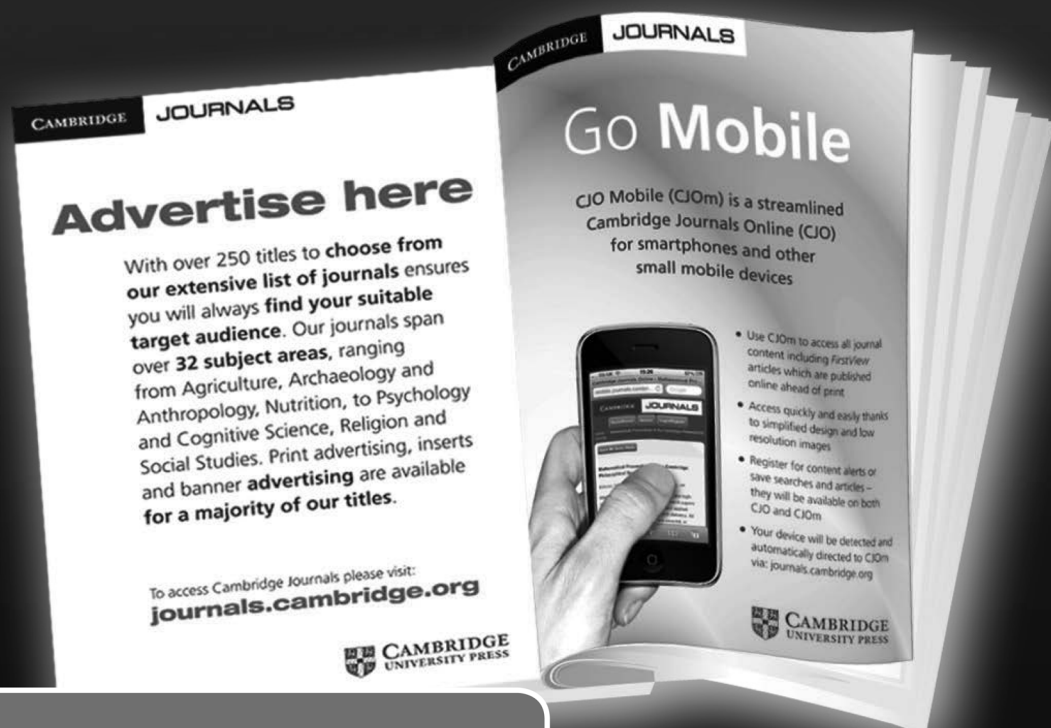 CAMBRIDGE JOURNALS
Advertise here
With over 250 titles to choose from
our extensive list of journals ensures
you will always find your suitable
target audience. Our journals span
over 32 subject areas, ranging
from Agriculture, Archaeology and
Anthropology, Nutrition, to Psychology
and Cognitive Science, Religion and
Social Studies. Print advertising, inserts
and banner advertising are available
for a majority of our titles.
To access Cambridge Journals please visit:
journals.cambridge.org
CAMBRIDGE
UNIVERSITY PRESS
CAMBRIDGE JOURNALS
Go Mobile
CJO Mobile (CJOm) is a streamlined
Cambridge Journals Online (CJO)
for smartphones and other
small mobile devices
CAMBRIDGE JOURNALS
• Use CJOm to access all journal
content including FirstView
articles which are published
online ahead of print
• Access quickly and easily thanks
to simplified design and low
resolution images
• Register for content alerts or
save searches and articles –
they will be available on both
CJO and CJOm
• Your device will be detected and
automatically directed to CJOm
via: journals.cambridge.org
CAMBRIDGE
UNIVERSITY PRESS